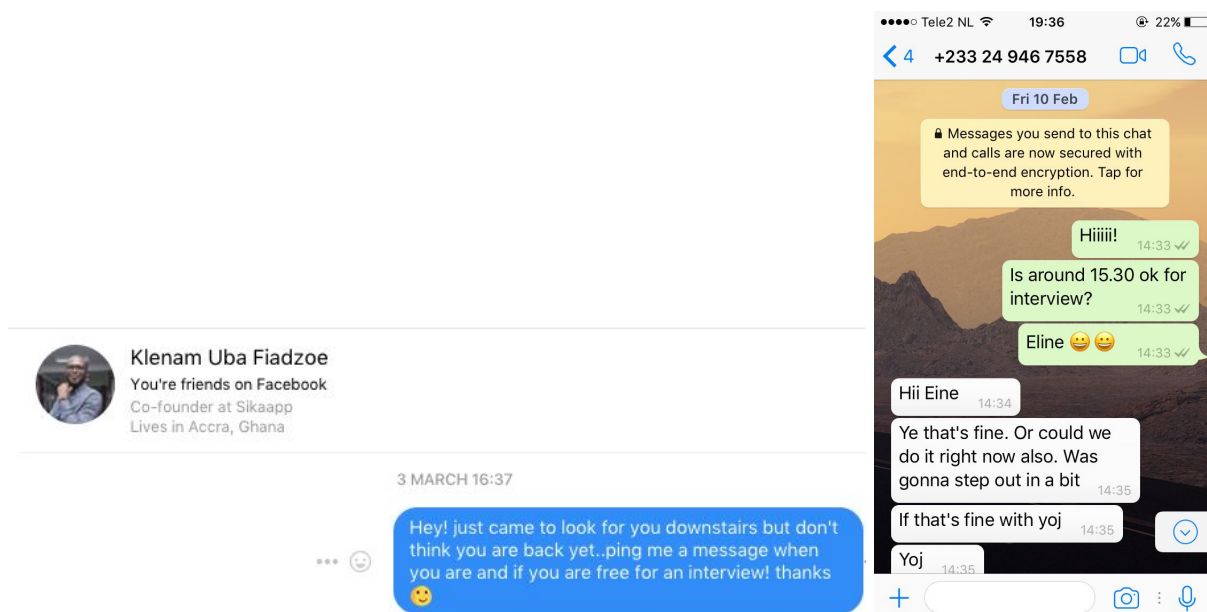 Klenam Uba Fiadzoe
You're friends on Facebook
Co-founder at Sikaapp
Lives in Accra, Ghana
3 MARCH 16:37
Hey! just came to look for you downstairs but don't
think you are back yet..ping me a message when
you are and if you are free for an interview! thanks
🙂
Tele2 NL 19:36 22%
4 +233 24 946 7558
Fri 10 Feb
🔒 Messages you send to this chat
and calls are now secured with
end-to-end encryption. Tap for
more info.
Hiiiii! 14:33
Is around 15.30 ok for
interview? 14:33
Eline 😀😀 14:33
Hii Eine 14:34
Ye that's fine. Or could we
do it right now also. Was
gonna step out in a bit 14:35
If that's fine with yoj 14:35
Yoj 14:35